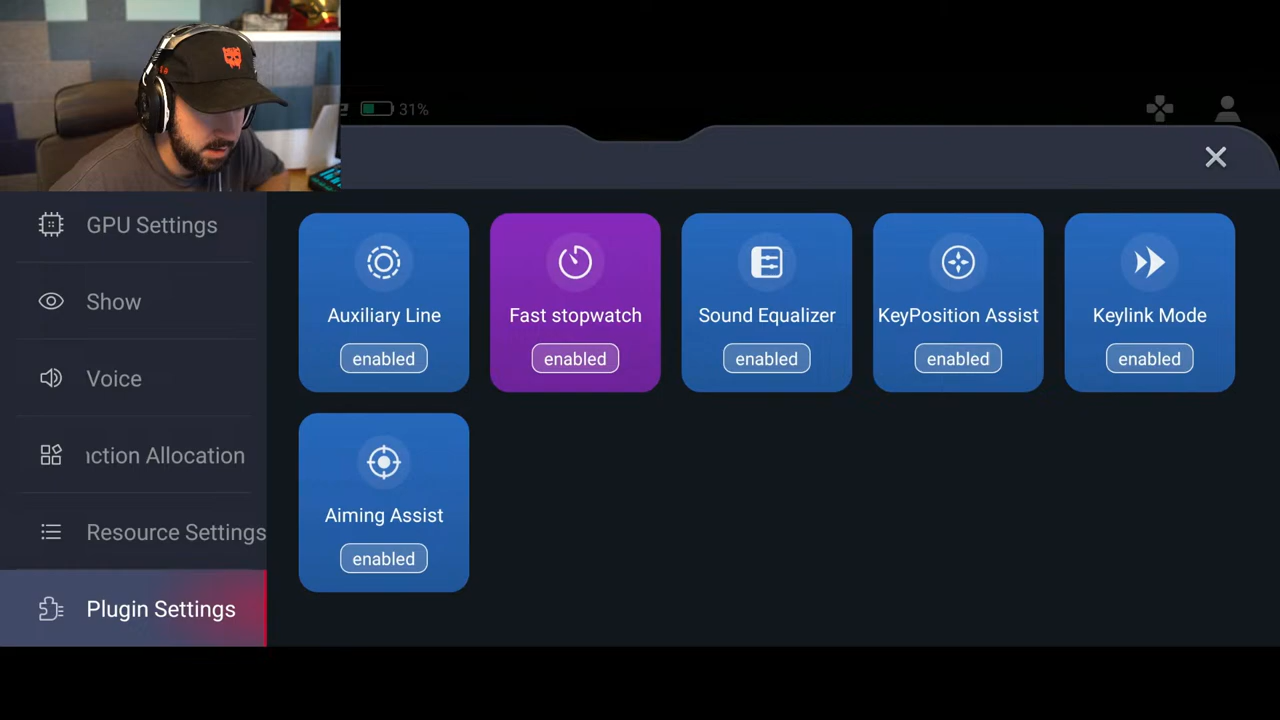 31%
GPU Settings
Show
Voice
ction Allocation
Resource Settings
Plugin Settings
Auxiliary Line
enabled
Fast stopwatch
enabled
Sound Equalizer
enabled
KeyPosition Assist
enabled
Keylink Mode
enabled
Aiming Assist
enabled